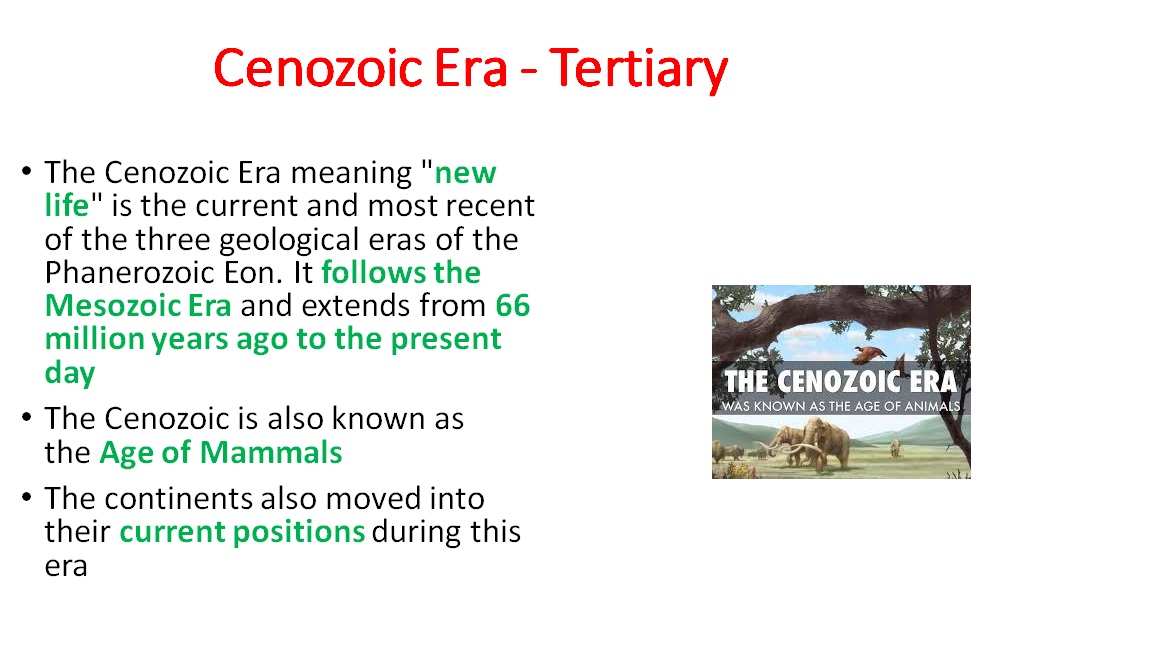 Cenozoic Era - Tertiary
• The Cenozoic Era meaning "new
life" is the current and most recent
of the three geological eras of the
Phanerozoic Eon. It follows the
Mesozoic Era and extends from 66
million years ago to the present
day
• The Cenozoic is also known as
the Age of Mammals
• The continents also moved into
their current positions during this
era
THE CENOZOIC ERA
WAS KNOWN AS THE AGE OF ANIMALS